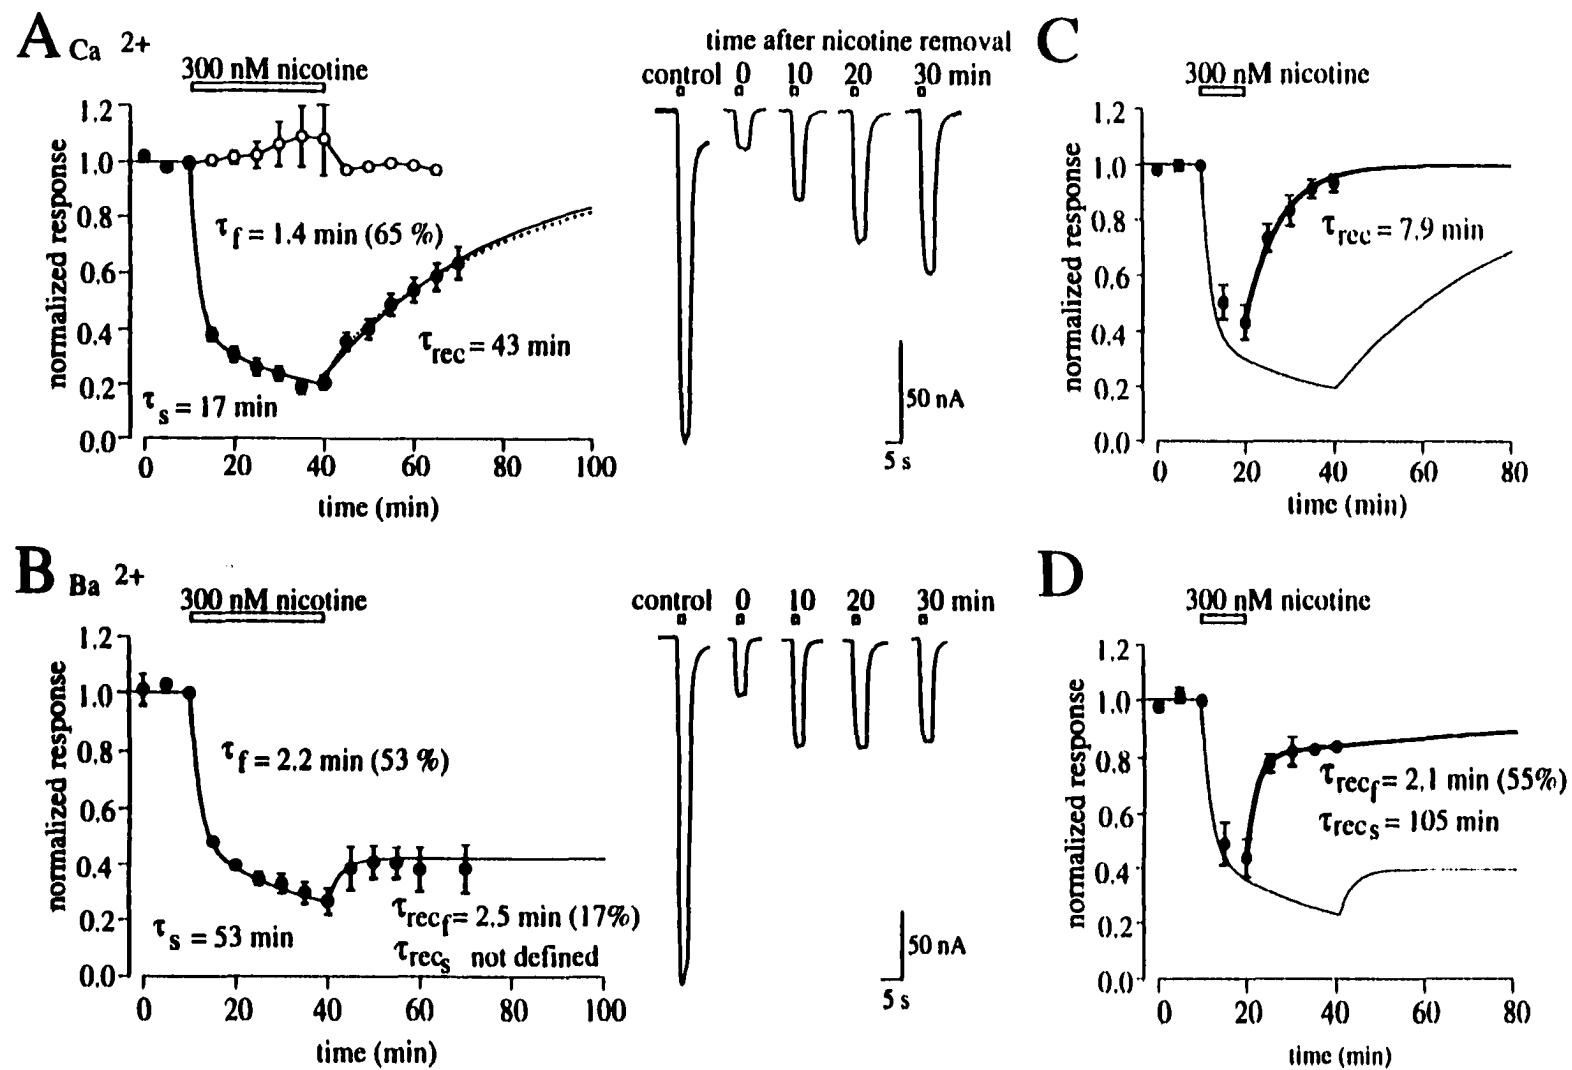 A Ca 2+
300 nM nicotine
1.2
1.0
0.8
0.6
0.4
0.2
0.0
normalized response
τf = 1.4 min (65 %)
τrec = 43 min
τs = 17 min
0 20 40 60 80 100
time (min)
time after nicotine removal
control 0 10 20 30 min
50 nA
5 s
C
300 nM nicotine
1.2
1.0
0.8
0.6
0.4
0.2
0.0
normalized response
τrec = 7.9 min
0 20 40 60 80
time (min)
B Ba 2+
300 nM nicotine
1.2
1.0
0.8
0.6
0.4
0.2
0.0
normalized response
τf = 2.2 min (53 %)
τs = 53 min
τrecf = 2.5 min (17%)
τrecs not defined
0 20 40 60 80 100
time (min)
control 0 10 20 30 min
50 nA
5 s
D
300 nM nicotine
1.2
1.0
0.8
0.6
0.4
0.2
0.0
normalized response
τrecf = 2.1 min (55%)
τrecs = 105 min
0 20 40 60 80
time (min)